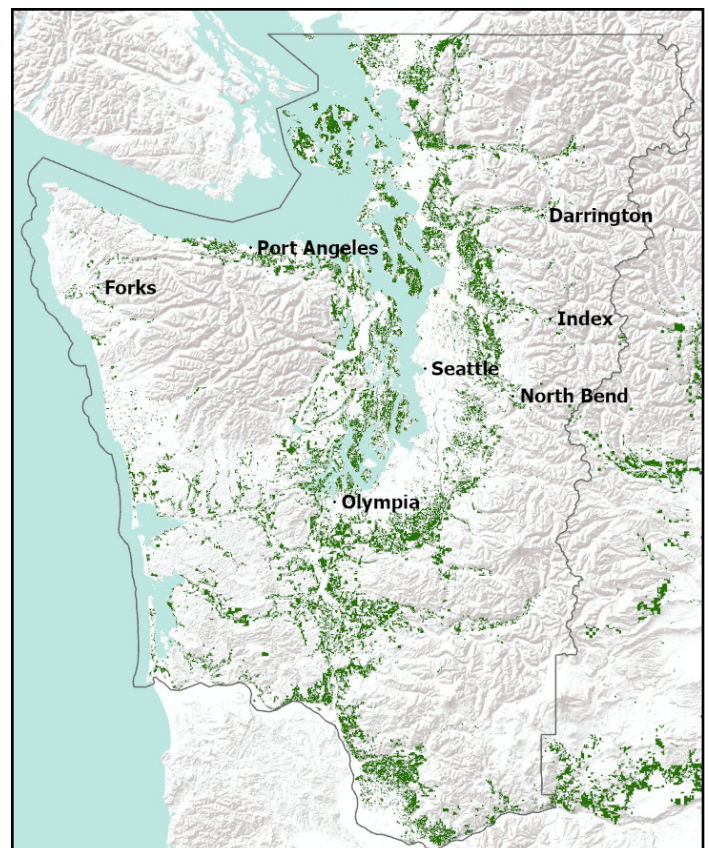 Darrington
Port Angeles
Forks
Index
Seattle
North Bend
Olympia